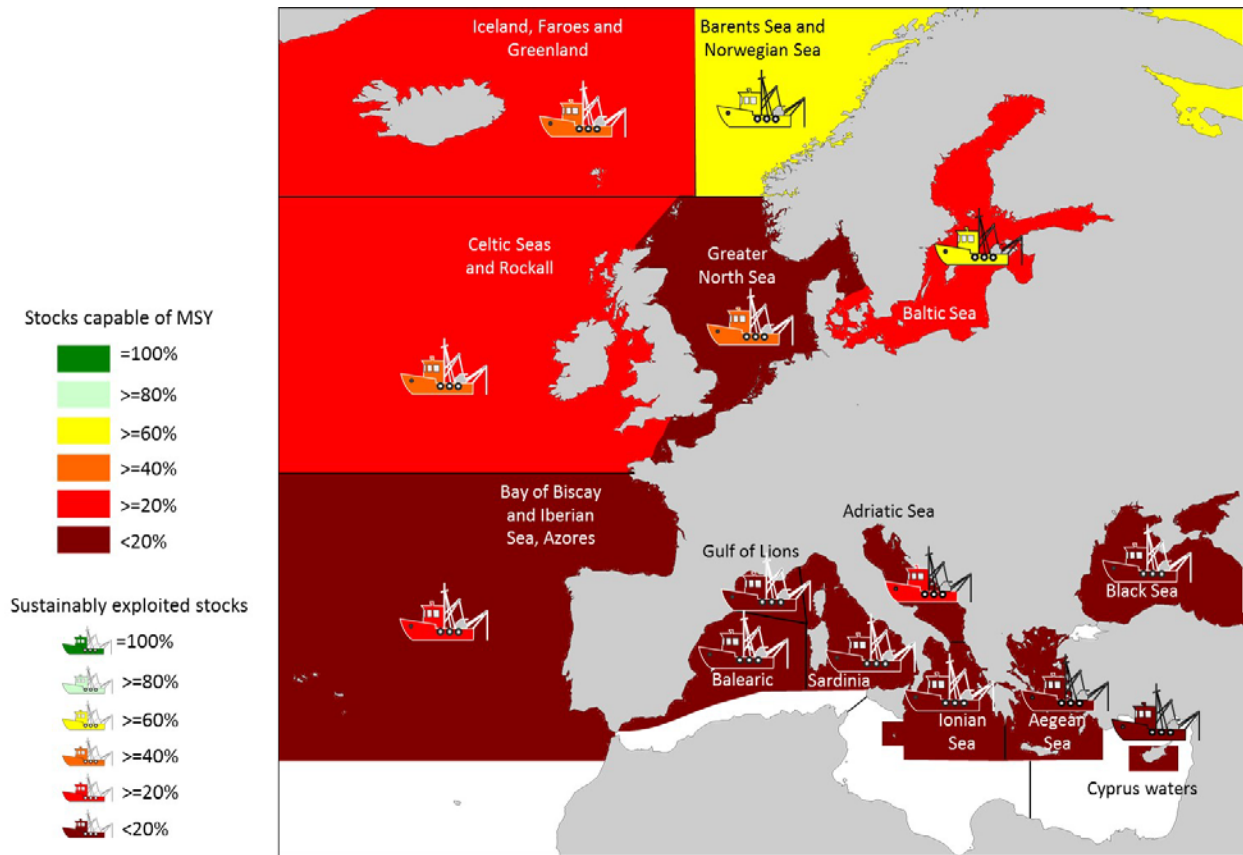 Stocks capable of MSY
=100%
>=80%
>=60%
>=40%
>=20%
<20%
Sustainably exploited stocks
=100%
>=80%
>=60%
>=40%
>=20%
<20%
Iceland, Faroes and
Greenland
Barents Sea and
Norwegian Sea
Celtic Seas
and Rockall
Greater
North Sea
Baltic Sea
Bay of Biscay
and Iberian
Sea, Azores
Adriatic Sea
Gulf of Lions
Black Sea
Balearic
Sardinia
Ionian
Sea
Aegean
Sea
Cyprus waters